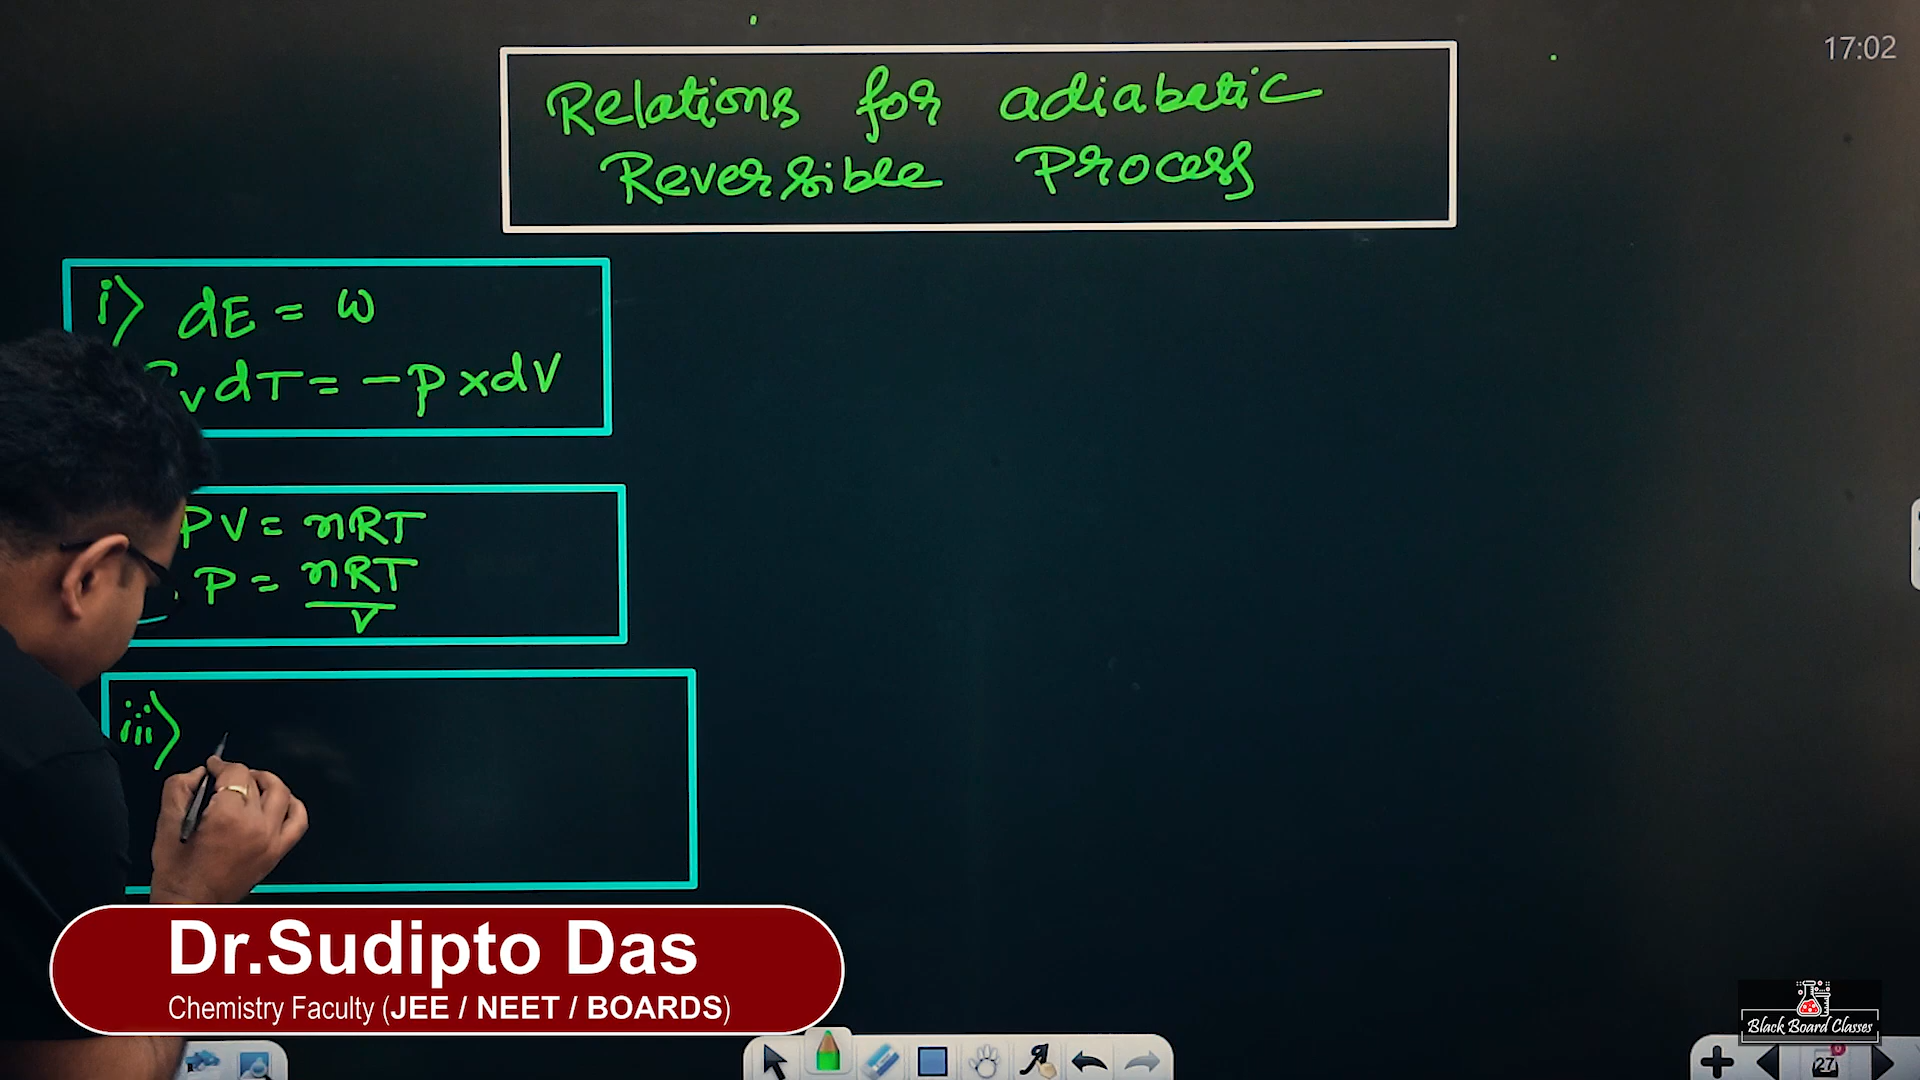 17:02
Relations for adiabatic
Reversible Process
i) dE = w
VdT = -P x dV
PV = nRT
P = nRT
V
iii)
Dr.Sudipto Das
Chemistry Faculty (JEE / NEET / BOARDS)
Black Board Classes
27